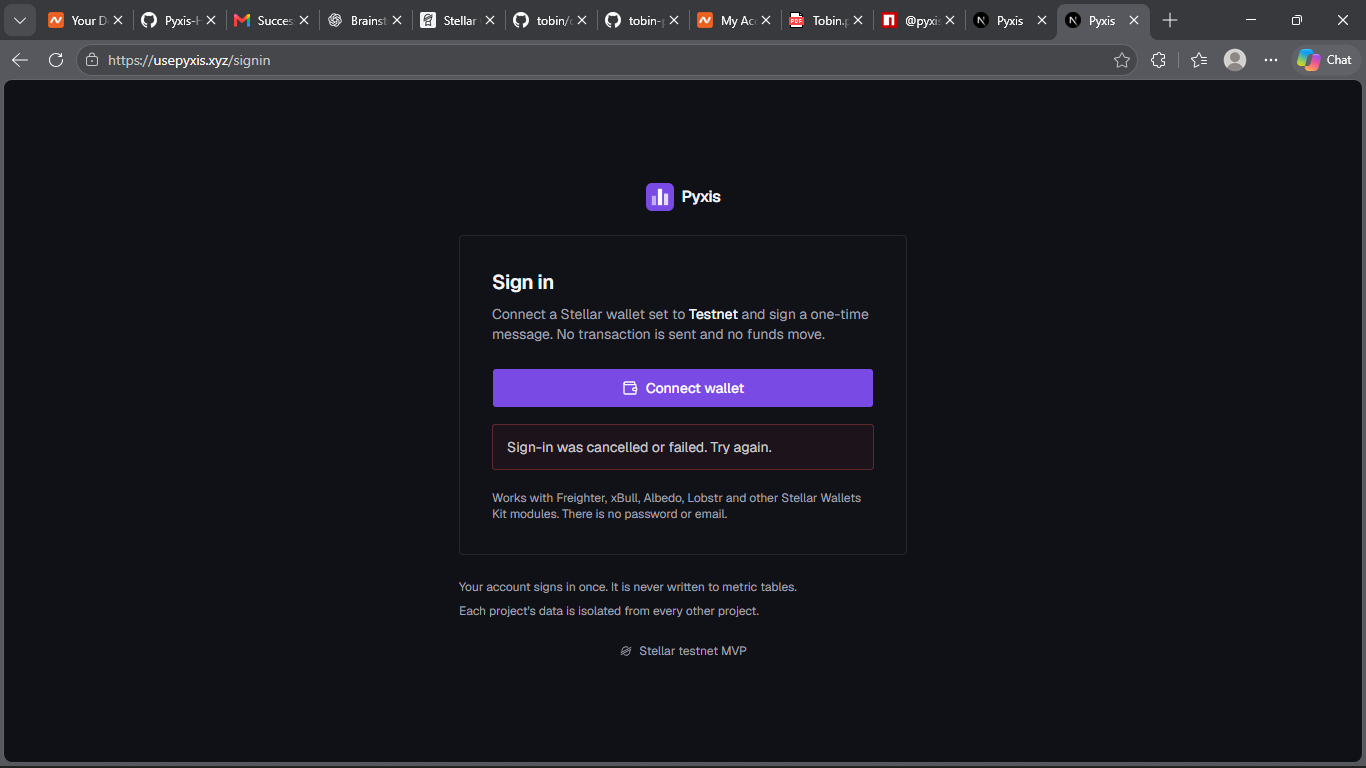 Your D
Pyxis-H
Succes
Brainst
Stellar
tobin/
tobin-p
My Ac
Tobin.p
@pyxis
Pyxis
Pyxis
https://usepyxis.xyz/signin
Chat
Pyxis
Sign in
Connect a Stellar wallet set to Testnet and sign a one-time
message. No transaction is sent and no funds move.
Connect wallet
Sign-in was cancelled or failed. Try again.
Works with Freighter, xBull, Albedo, Lobstr and other Stellar Wallets
Kit modules. There is no password or email.
Your account signs in once. It is never written to metric tables.
Each project's data is isolated from every other project.
Stellar testnet MVP